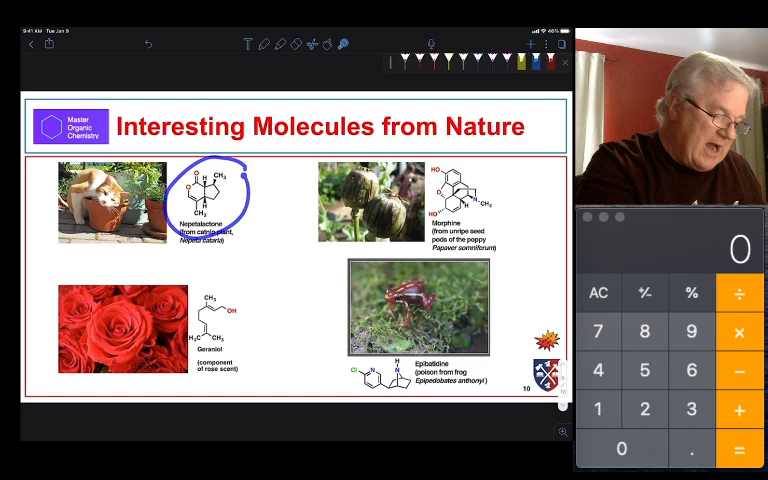 9:41 AM Tue Jan 9
46%
Master
Organic
Chemistry
Interesting Molecules from Nature
O
H
CH₃
O
H
CH₃
Nepetalactone
(from catnip plant,
Nepeta cataria)
HO
O
H
N
CH₃
HO
Morphine
(from unripe seed
pods of the poppy
Papaver somniferum)
CH₃
OH
H₃C
CH₃
Geraniol
(component
of rose scent)
H
N
Cl
N
Epibatidine
(poison from frog
Epipedobates anthonyi)
10
0
AC +/− % ÷
7 8 9 ×
4 5 6 −
1 2 3 +
0 . =